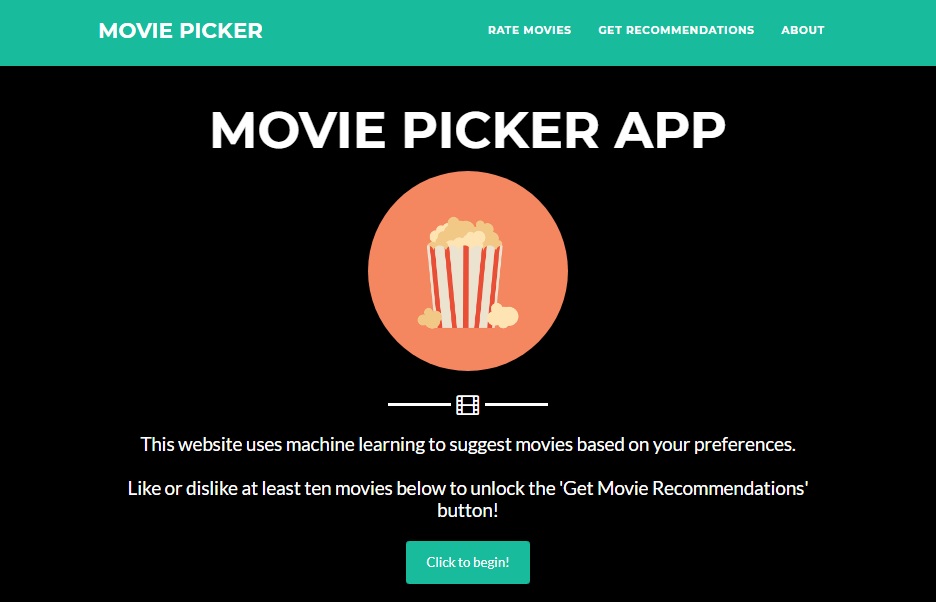 MOVIE PICKER
RATE MOVIES GET RECOMMENDATIONS ABOUT
MOVIE PICKER APP
This website uses machine learning to suggest movies based on your preferences.
Like or dislike at least ten movies below to unlock the 'Get Movie Recommendations'
button!
Click to begin!